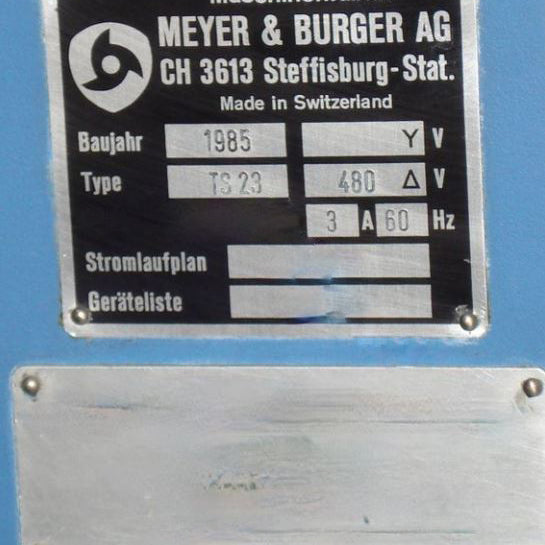 MEYER & BURGER AG
CH 3613 Steffisburg-Stat.
Made in Switzerland
Baujahr 1985 Y V
Type TS 23 480 Δ V
3 A 60 Hz
Stromlaufplan
Geräteliste